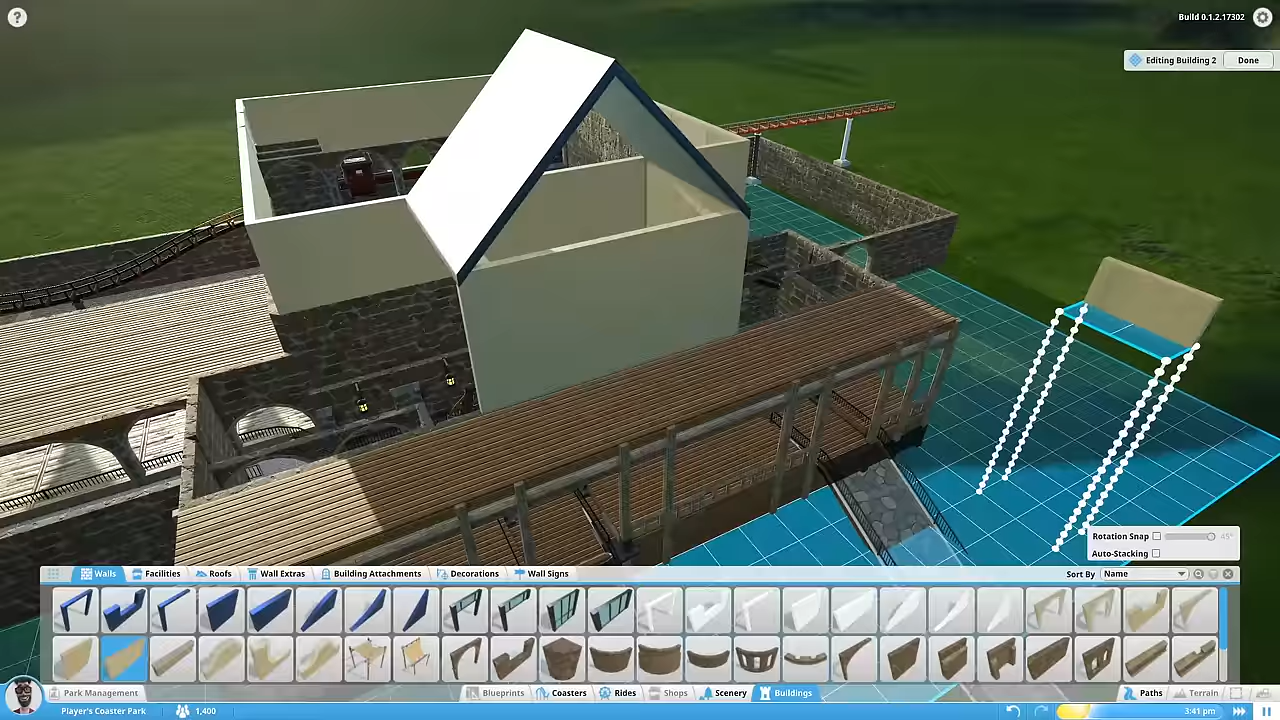 ?
Build 0.1.2.17302
Editing Building 2 Done
Rotation Snap 45°
Auto-Stacking
Walls Facilities Roofs Wall Extras Building Attachments Decorations Wall Signs Sort By Name
Park Management Blueprints Coasters Rides Shops Scenery Buildings Paths Terrain
Player's Coaster Park 1,400 3:41 pm